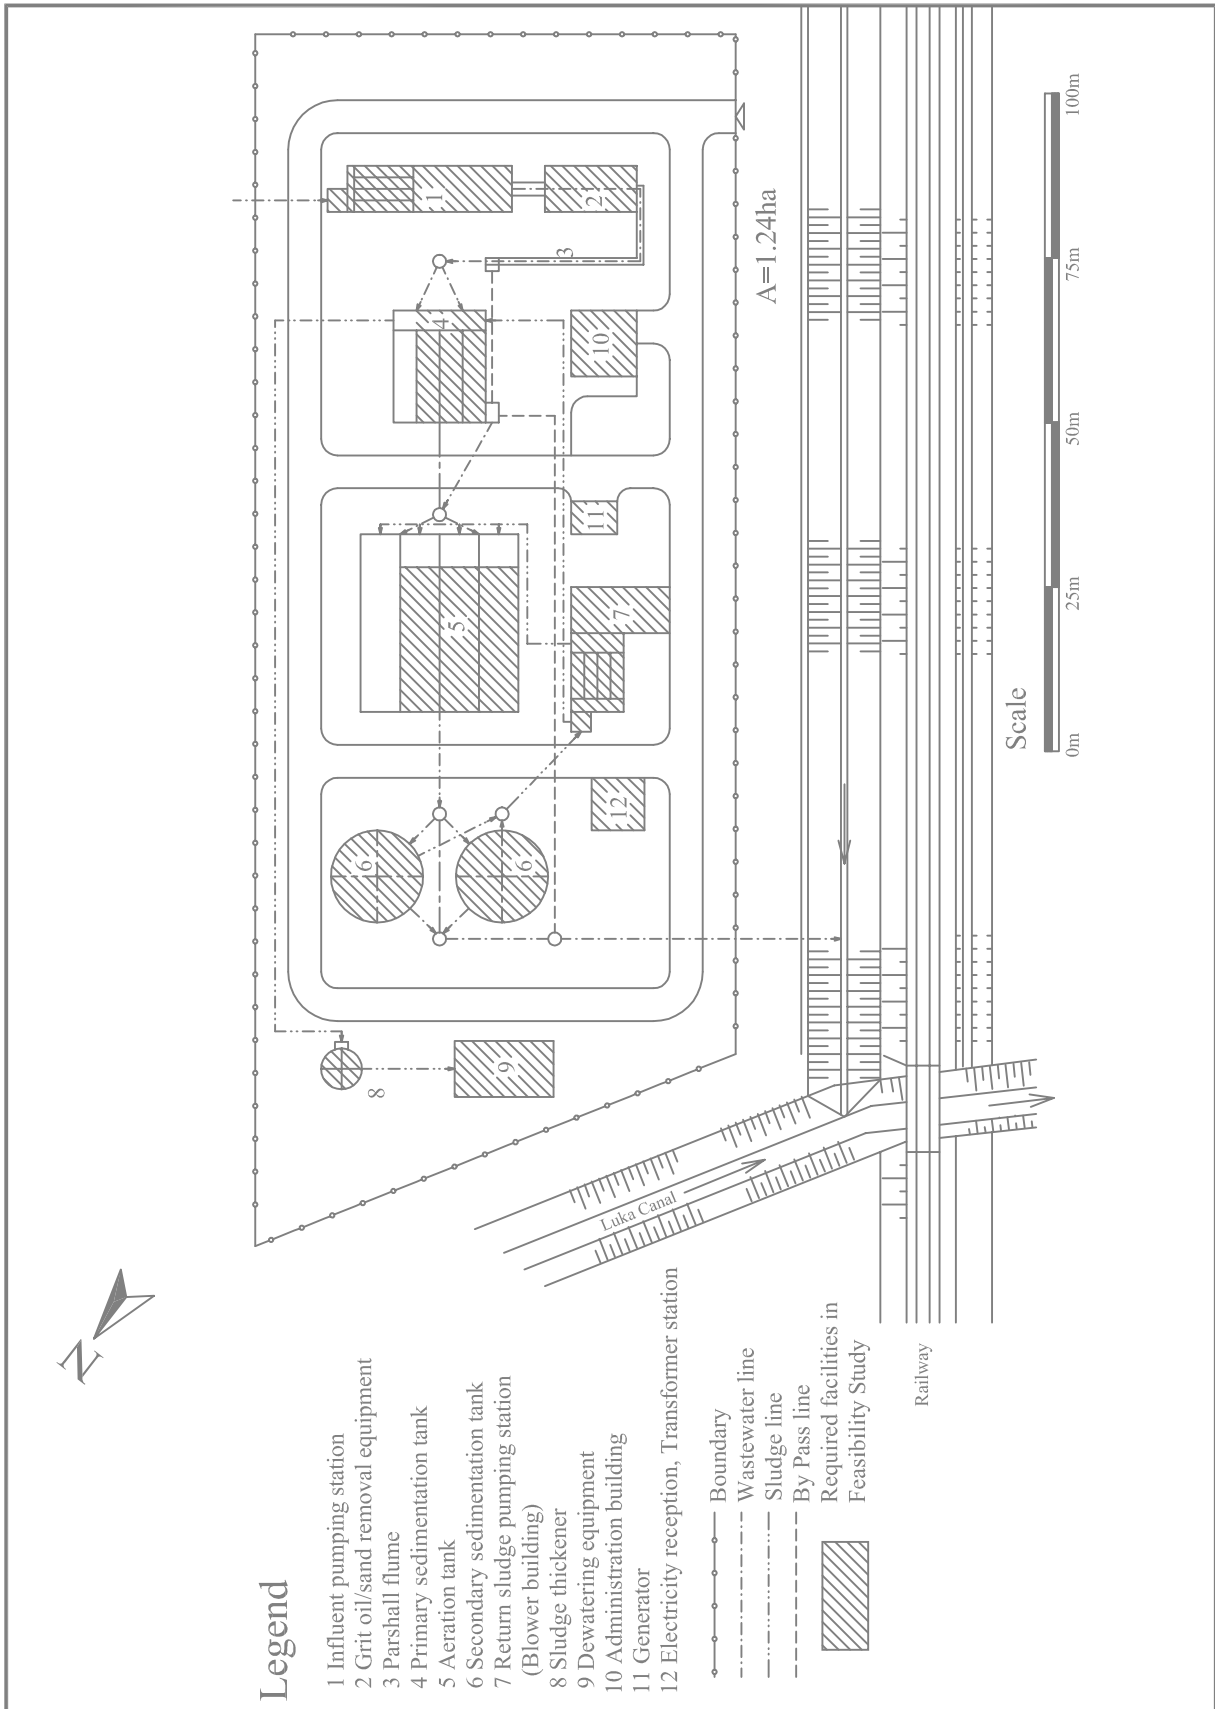 Legend
1 Influent pumping station
2 Grit oil/sand removal equipment
3 Parshall flume
4 Primary sedimentation tank
5 Aeration tank
6 Secondary sedimentation tank
7 Return sludge pumping station
(Blower building)
8 Sludge thickener
9 Dewatering equipment
10 Administration building
11 Generator
12 Electricity reception, Transformer station
Boundary
Wastewater line
Sludge line
By Pass line
Required facilities in
Feasibility Study
N
1
2
3
4
5
6
6
7
8
9
10
11
12
A=1.24ha
Luka Canal
Railway
Scale
0m
25m
50m
75m
100m